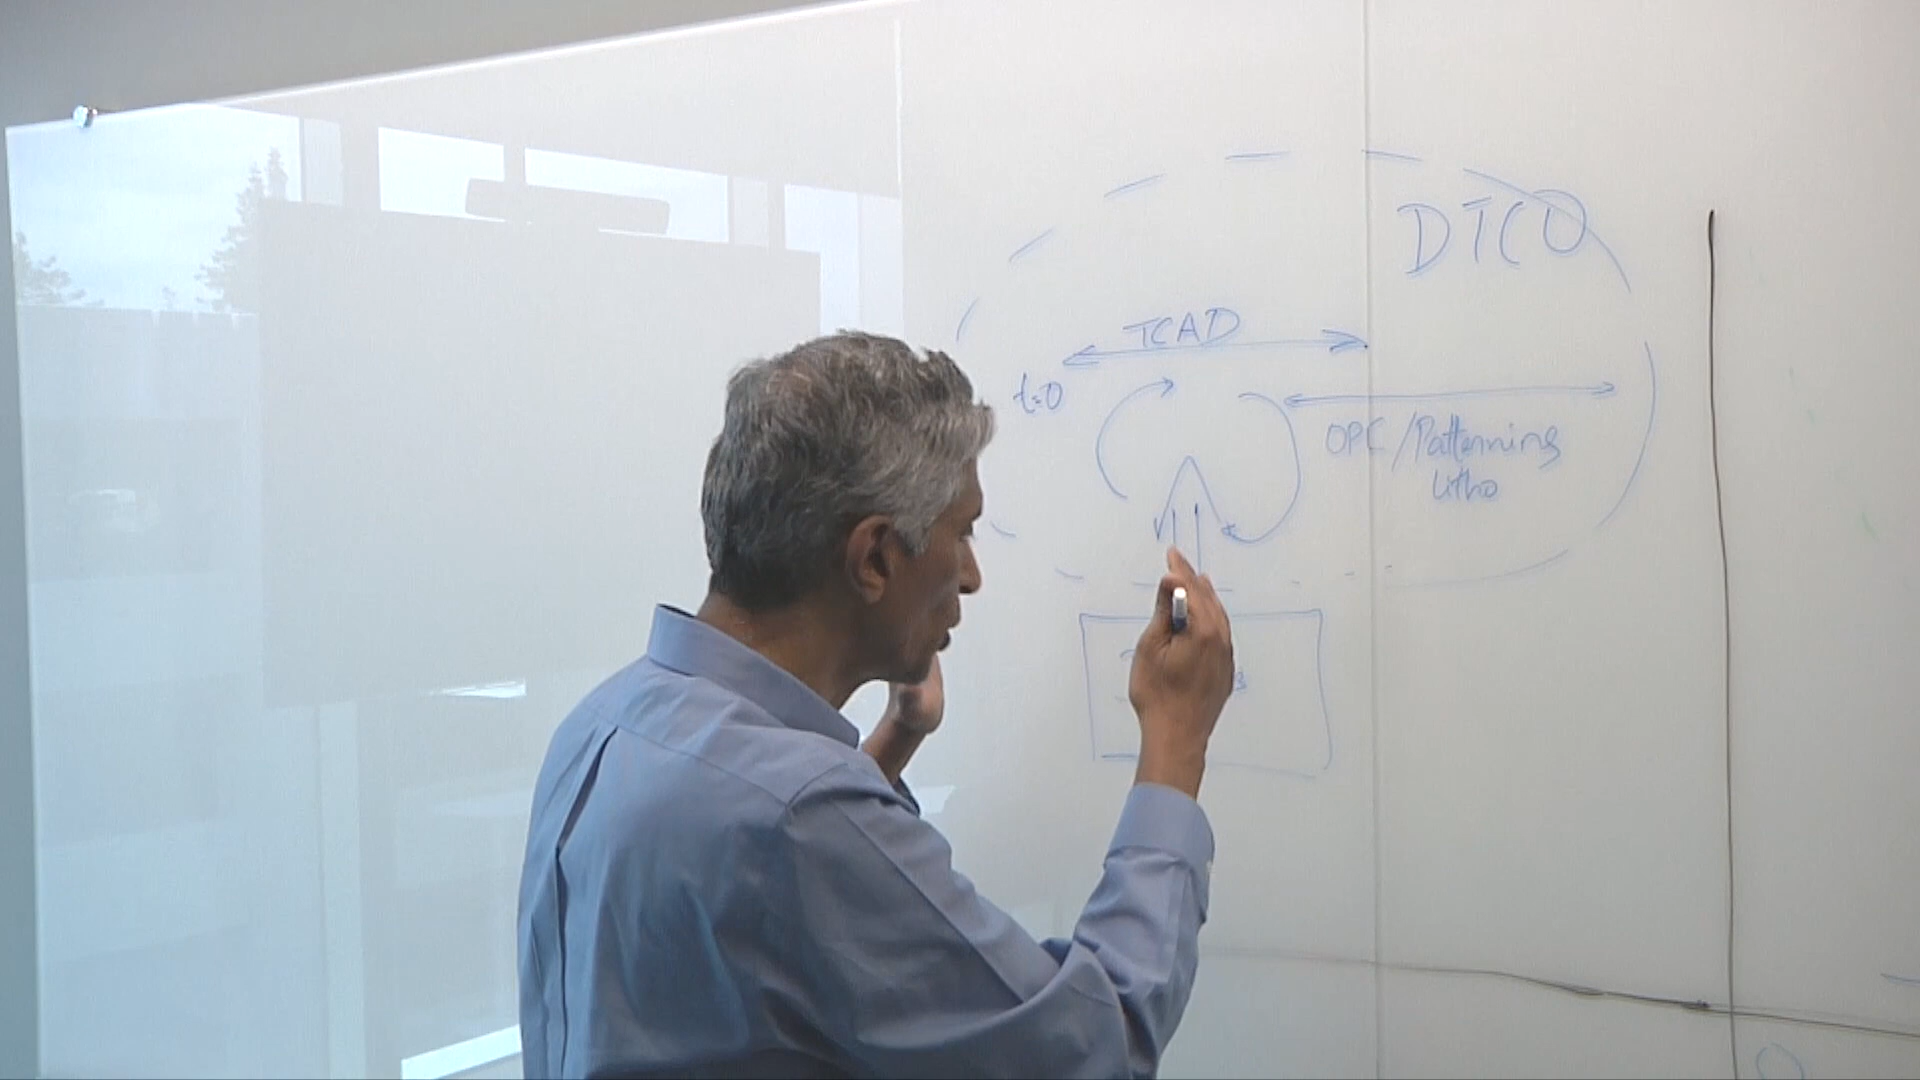 DTCO
TCAD
t=0
OPC/Patterning
Litho